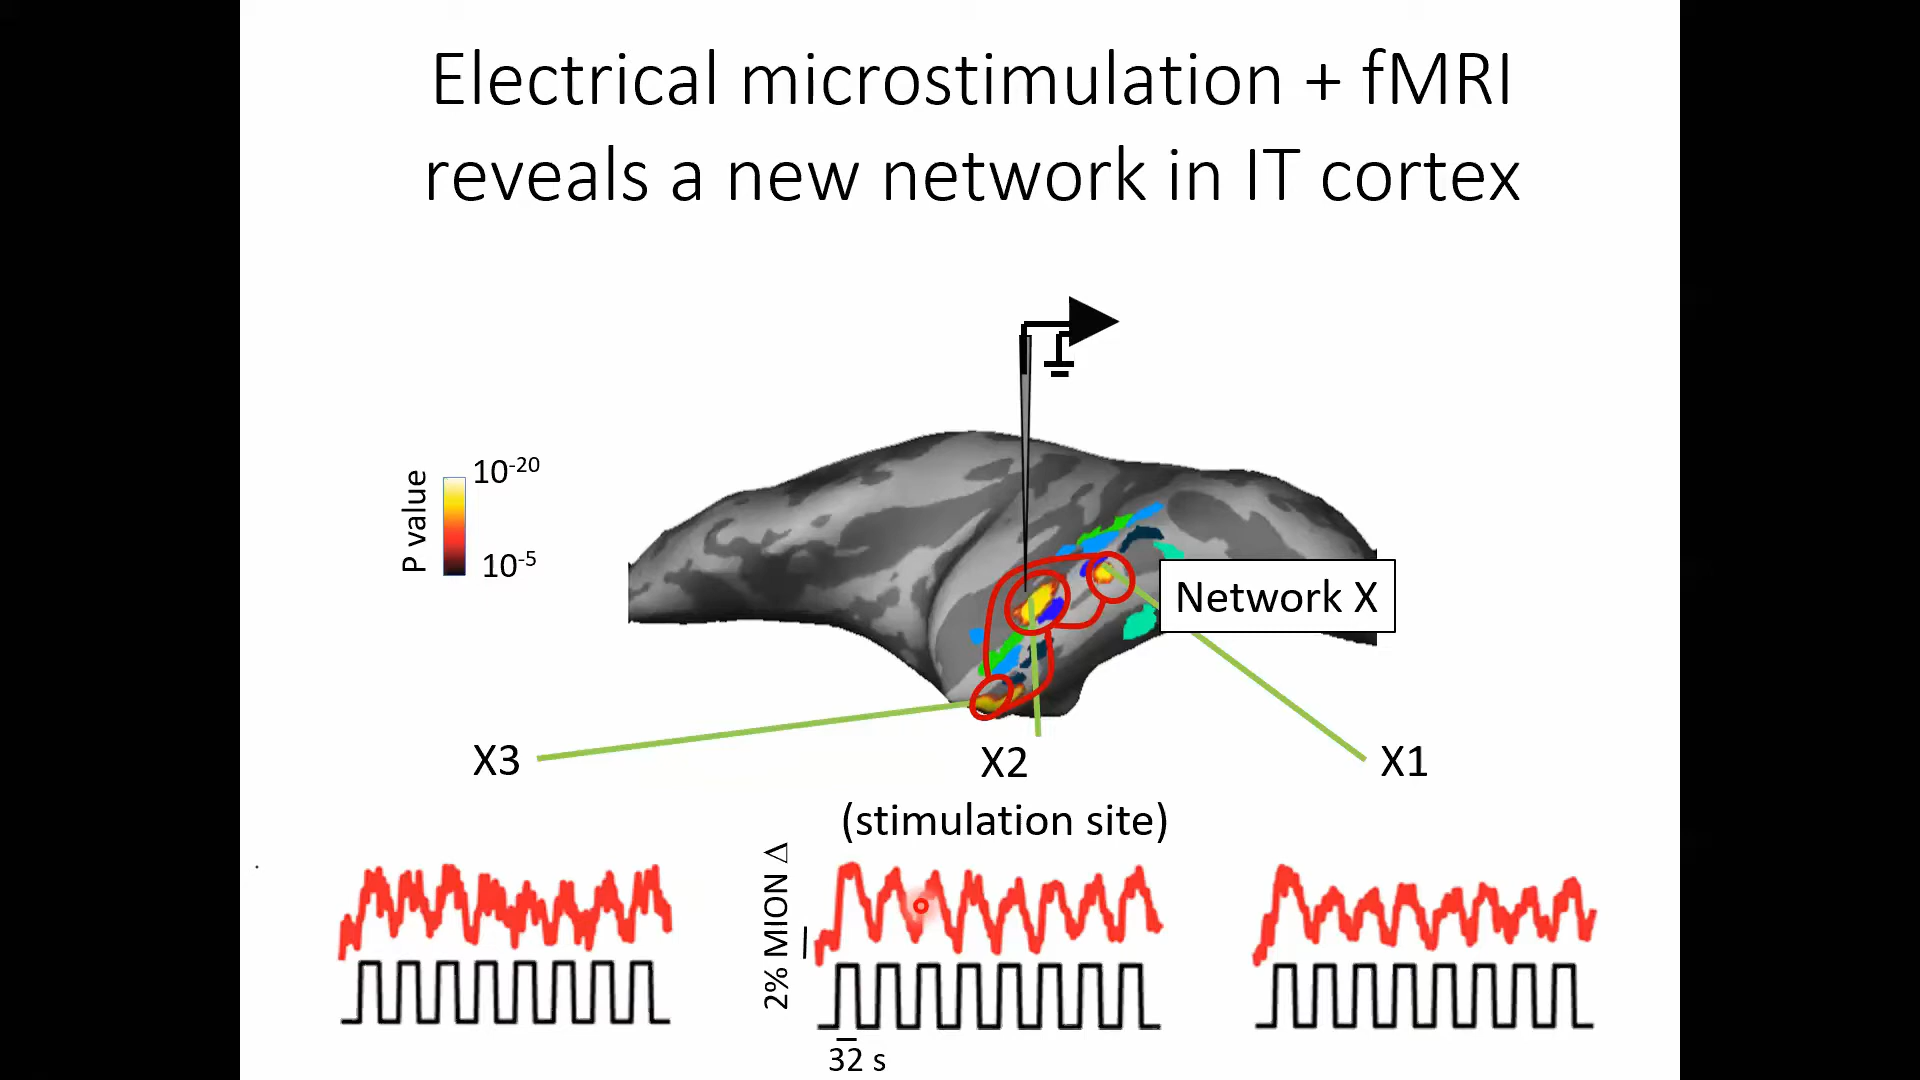 Electrical microstimulation + fMRI
reveals a new network in IT cortex
P value
10-20
10-5
Network X
X3
X2
X1
(stimulation site)
2% MION Δ
32 s